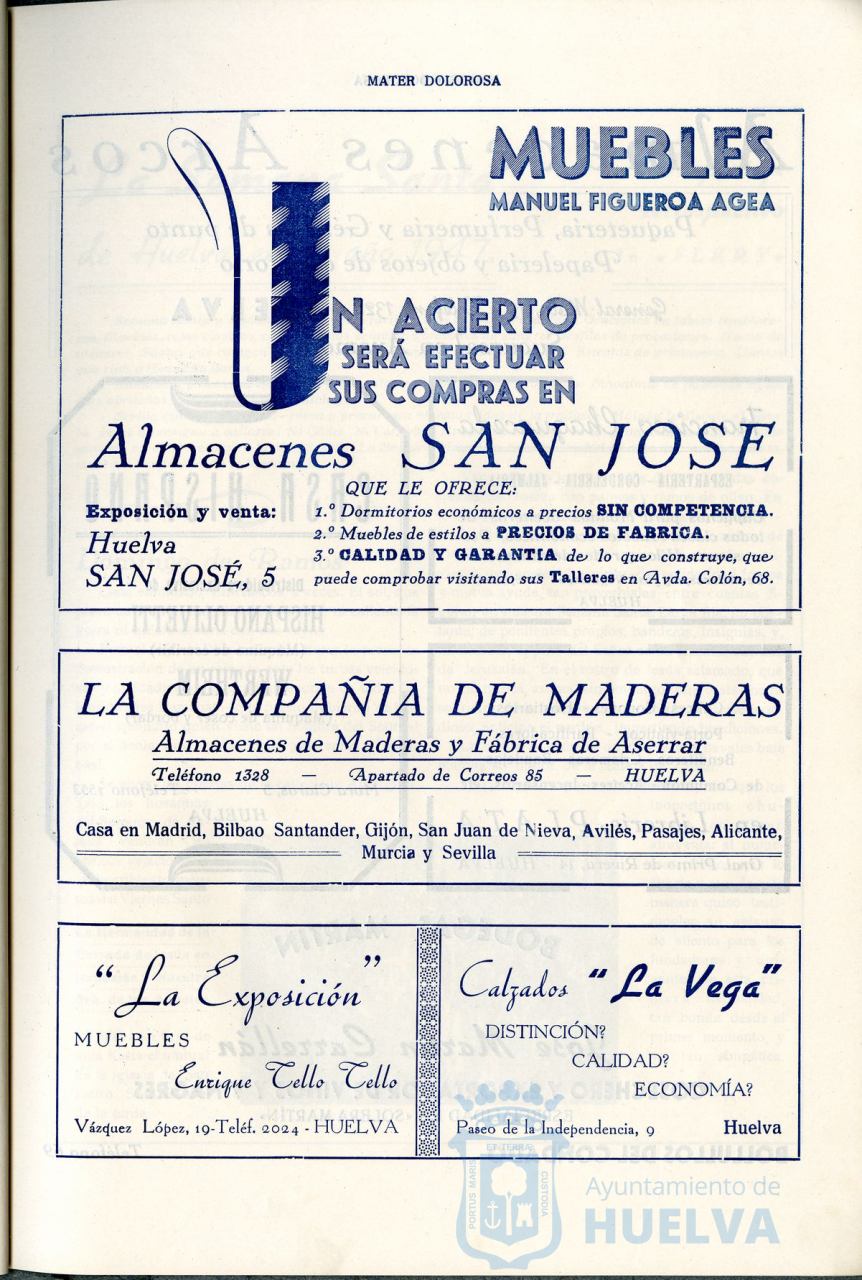 MATER DOLOROSA
MUEBLES
MANUEL FIGUEROA AGEA
UN ACIERTO
SERÁ EFECTUAR
SUS COMPRAS EN
Almacenes SAN JOSE
QUE LE OFRECE:
Exposición y venta:
Huelva
SAN JOSÉ, 5
1.º Dormitorios económicos a precios SIN COMPETENCIA.
2.º Muebles de estilos a PRECIOS DE FABRICA.
3.º CALIDAD Y GARANTIA de lo que construye, que
puede comprobar visitando sus Talleres en Avda. Colón, 68.
LA COMPAÑIA DE MADERAS
Almacenes de Maderas y Fábrica de Aserrar
Teléfono 1328 — Apartado de Correos 85 — HUELVA
Casa en Madrid, Bilbao Santander, Gijón, San Juan de Nieva, Avilés, Pasajes, Alicante,
Murcia y Sevilla
“La Exposición”
MUEBLES
Enrique Tello Tello
Vázquez López, 19-Teléf. 2024 - HUELVA
Calzados “La Vega”
DISTINCIÓN?
CALIDAD?
ECONOMÍA?
Paseo de la Independencia, 9 Huelva
PORTUS MARIS ET TERRÆ CUSTODIA
Ayuntamiento de
HUELVA